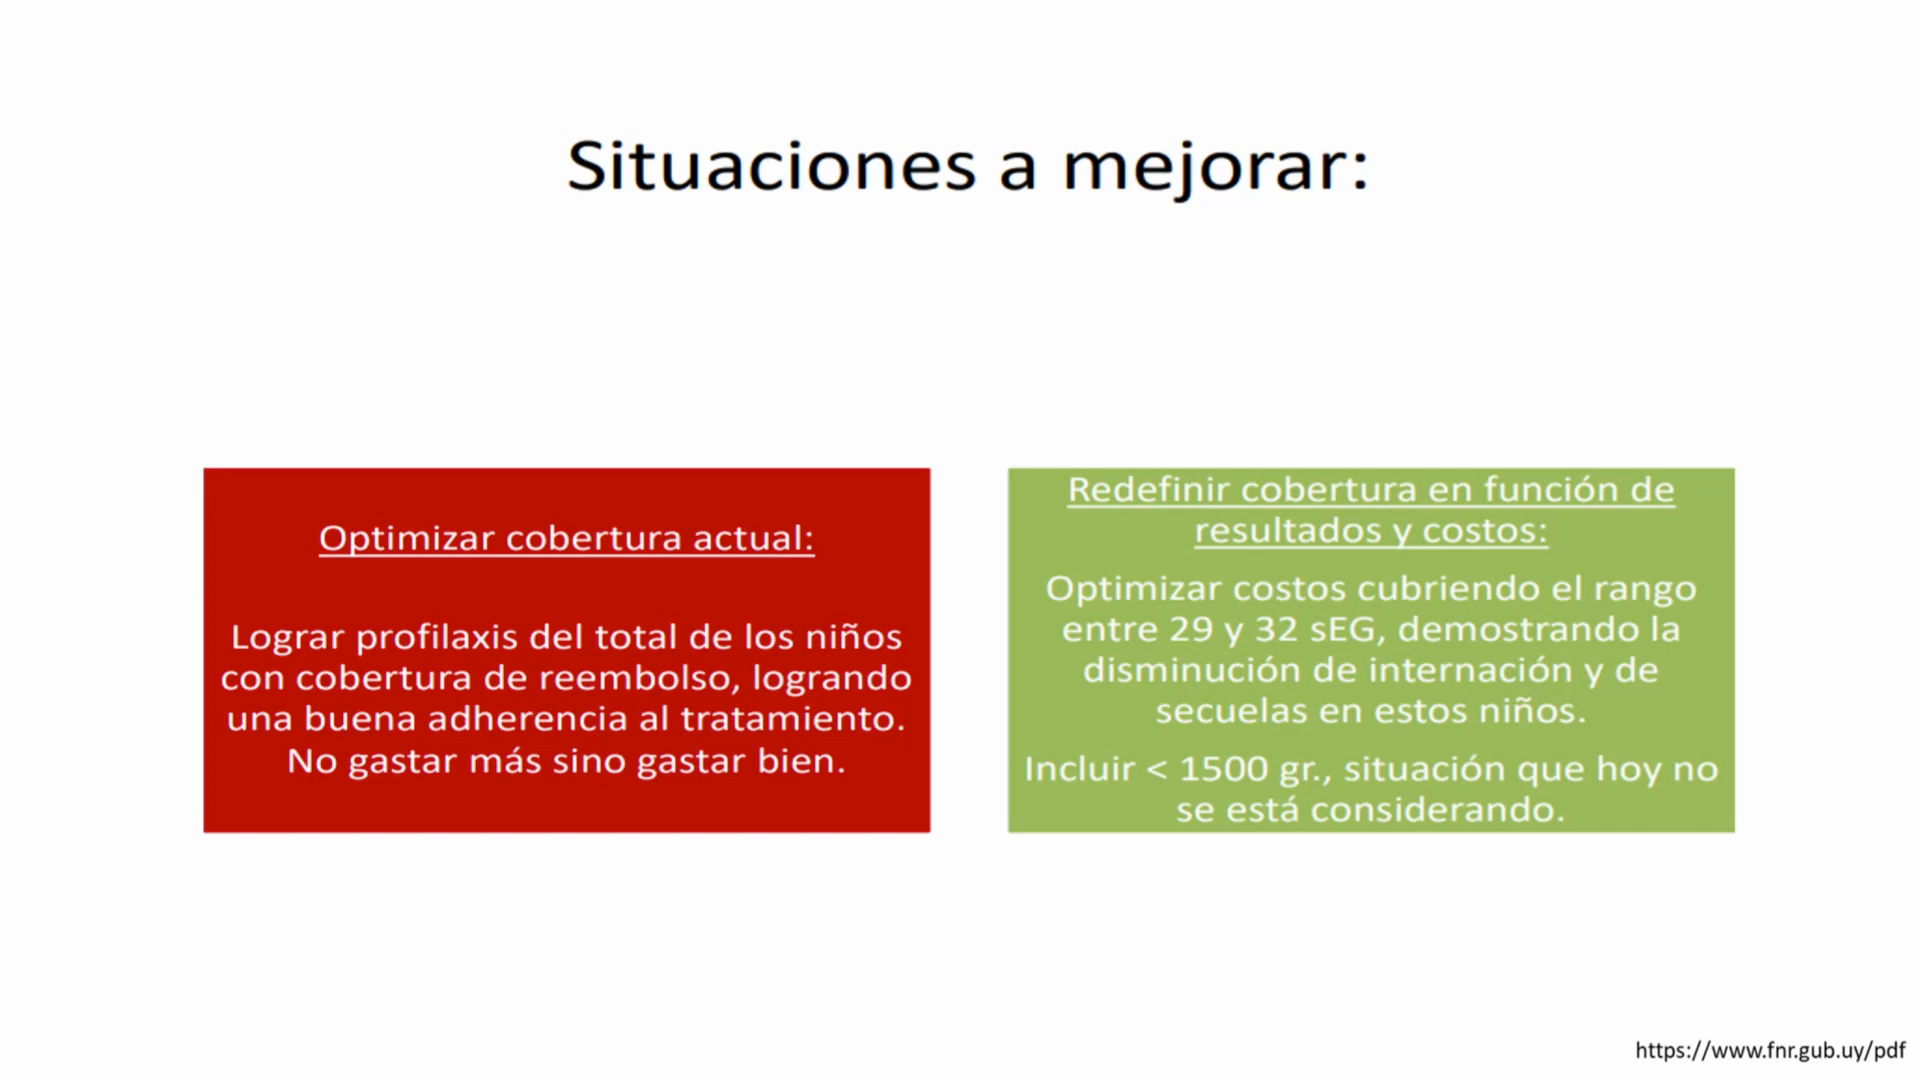 Situaciones a mejorar:
Optimizar cobertura actual:
Lograr profilaxis del total de los niños
con cobertura de reembolso, logrando
una buena adherencia al tratamiento.
No gastar más sino gastar bien.
Redefinir cobertura en función de
resultados y costos:
Optimizar costos cubriendo el rango
entre 29 y 32 sEG, demostrando la
disminución de internación y de
secuelas en estos niños.
Incluir < 1500 gr., situación que hoy no
se está considerando.
https://www.fnr.gub.uy/pdf